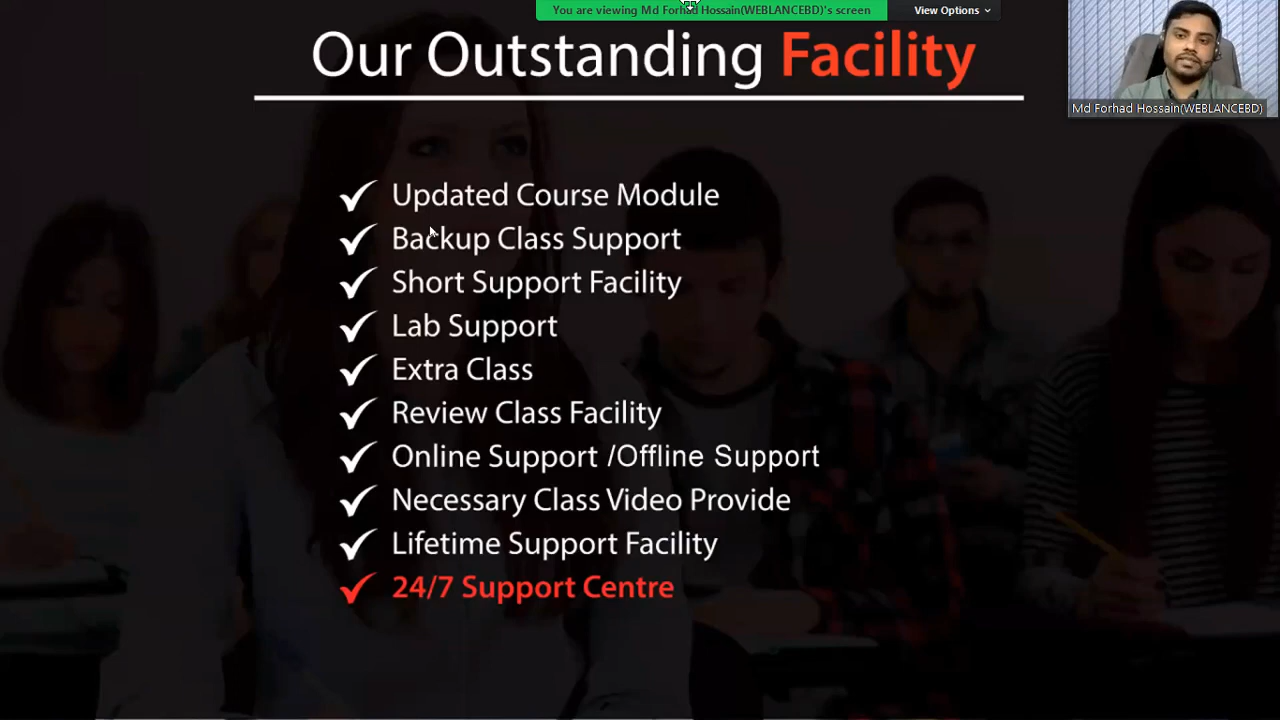 You are viewing Md Forhad Hossain(WEBLANCEBD)'s screen
View Options
Our Outstanding Facility
Md Forhad Hossain(WEBLANCEBD)
Updated Course Module
Backup Class Support
Short Support Facility
Lab Support
Extra Class
Review Class Facility
Online Support /Offline Support
Necessary Class Video Provide
Lifetime Support Facility
24/7 Support Centre